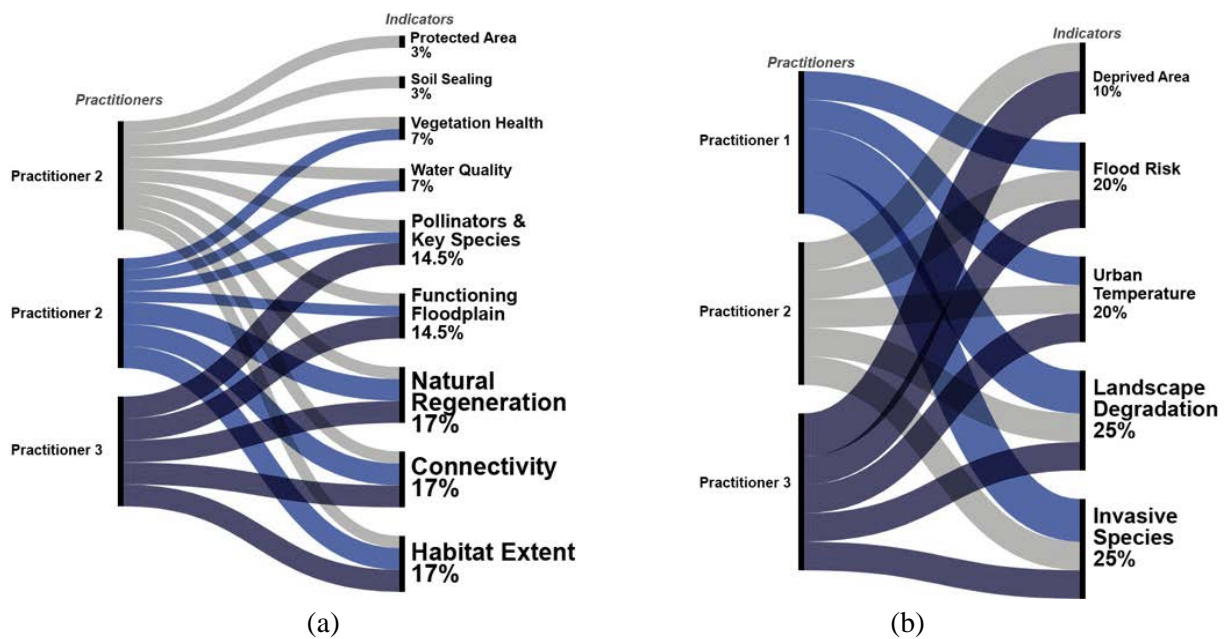 Indicators
Protected Area
3%
Soil Sealing
3%
Practitioners
Vegetation Health
7%
Practitioner 2
Water Quality
7%
Pollinators &
Key Species
14.5%
Practitioner 2
Functioning
Floodplain
14.5%
Natural
Regeneration
17%
Practitioner 3
Connectivity
17%
Habitat Extent
17%
(a)
Indicators
Practitioners
Deprived Area
10%
Practitioner 1
Flood Risk
20%
Urban
Temperature
20%
Practitioner 2
Landscape
Degradation
25%
Practitioner 3
Invasive
Species
25%
(b)